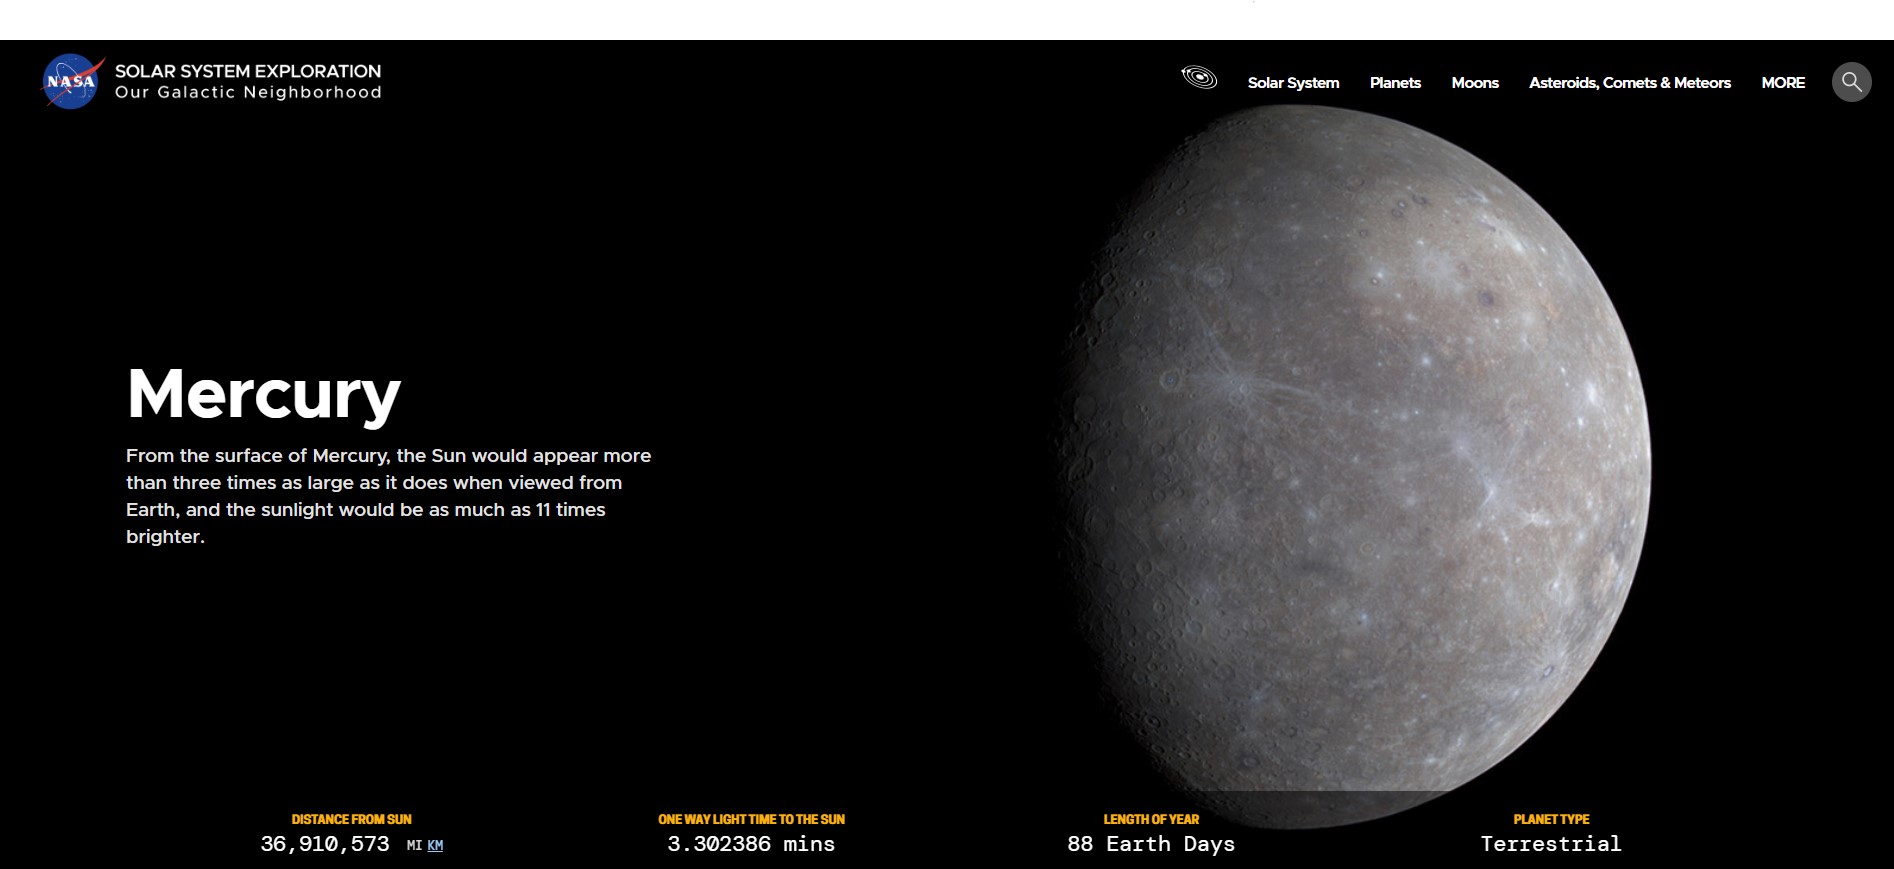 NASA
SOLAR SYSTEM EXPLORATION
Our Galactic Neighborhood
Solar System Planets Moons Asteroids, Comets & Meteors MORE
Mercury
From the surface of Mercury, the Sun would appear more
than three times as large as it does when viewed from
Earth, and the sunlight would be as much as 11 times
brighter.
DISTANCE FROM SUN
36,910,573 MI KM
ONE WAY LIGHT TIME TO THE SUN
3.302386 mins
LENGTH OF YEAR
88 Earth Days
PLANET TYPE
Terrestrial